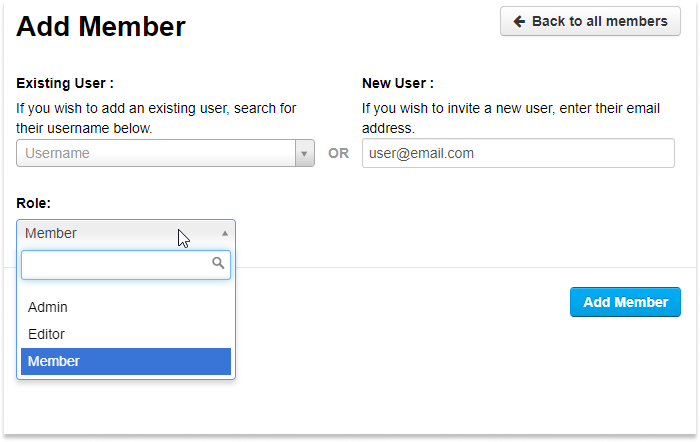 Add Member
Back to all members
Existing User :
If you wish to add an existing user, search for
their username below.
Username
OR
New User :
If you wish to invite a new user, enter their email
address.
user@email.com
Role:
Member
Admin
Editor
Member
Add Member